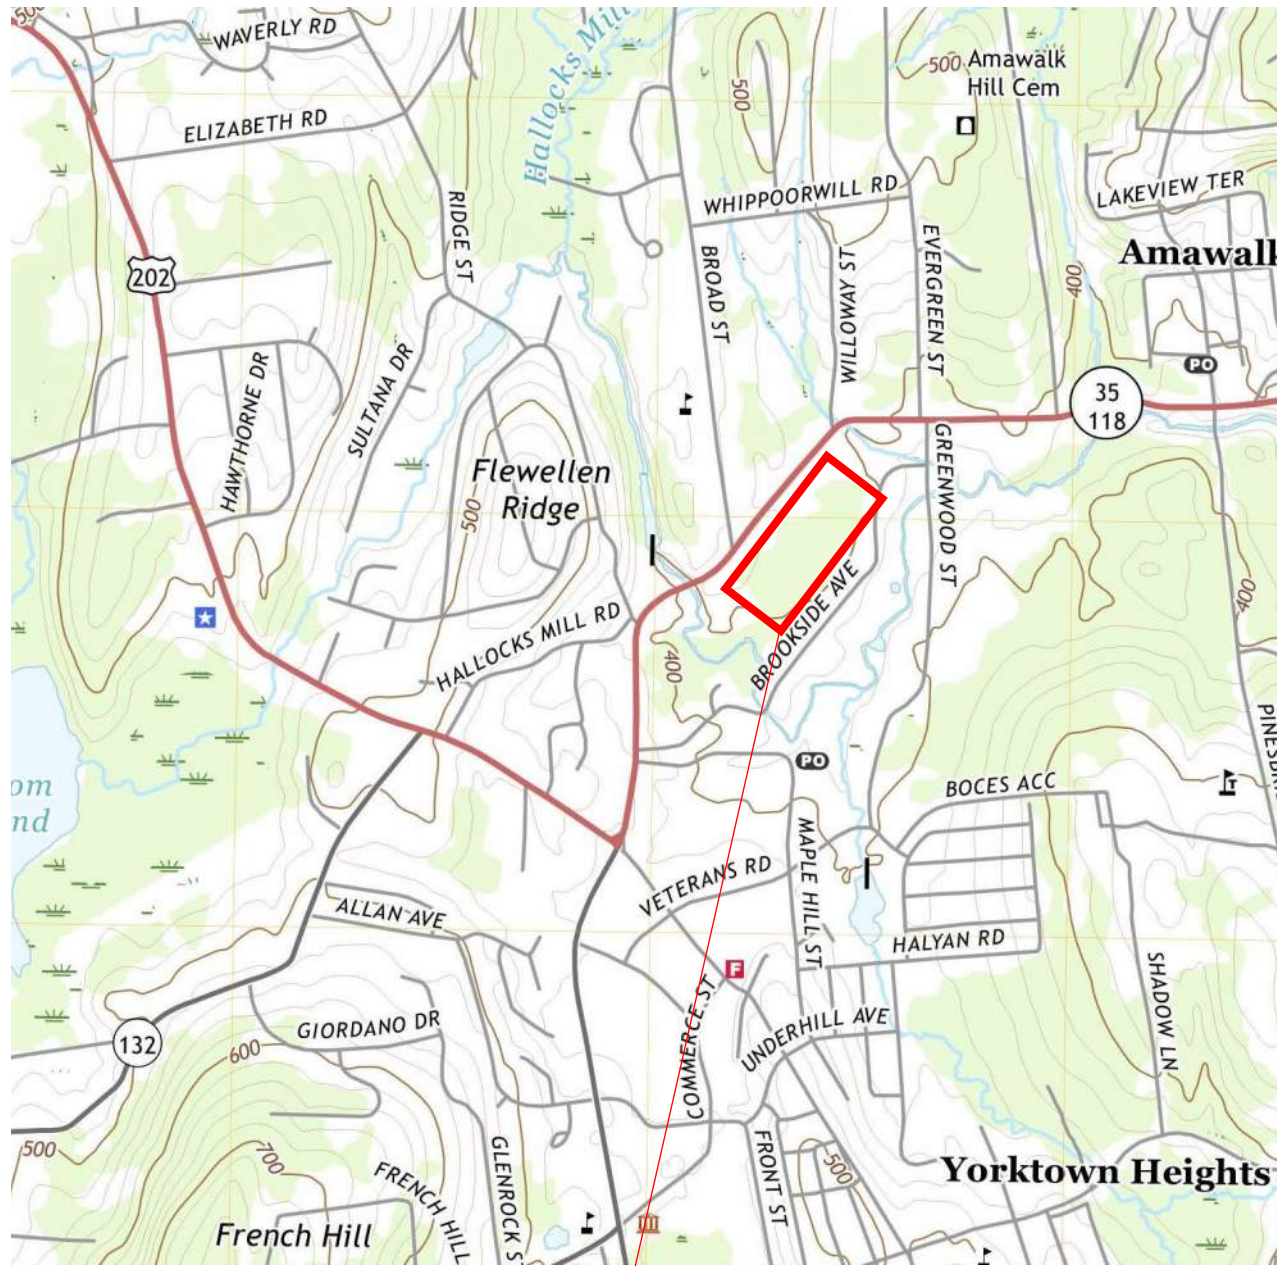 500
WAVERLY RD
Hallocks Mill
500
500
Amawalk
Hill Cem
ELIZABETH RD
WHIPPOORWILL RD
LAKEVIEW TER
RIDGE ST
EVERGREEN ST
Amawalk
202
BROAD ST
WILLOWAY ST
400
PO
HAWTHORNE DR
SULTANA DR
35
118
GREENWOOD ST
Flewellen
Ridge
500
BROOKSIDE AVE
400
HALLOCKS MILL RD
400
PINESBR
om
nd
PO
BOCES ACC
T
MAPLE HILL ST
VETERANS RD
ALLAN AVE
HALYAN RD
SHADOW LN
F
COMMERCE ST
GIORDANO DR
UNDERHILL AVE
132
600
500
700
GLENROCK S
FRONT ST
500
FRENCH HILL
Yorktown Heights
French Hill